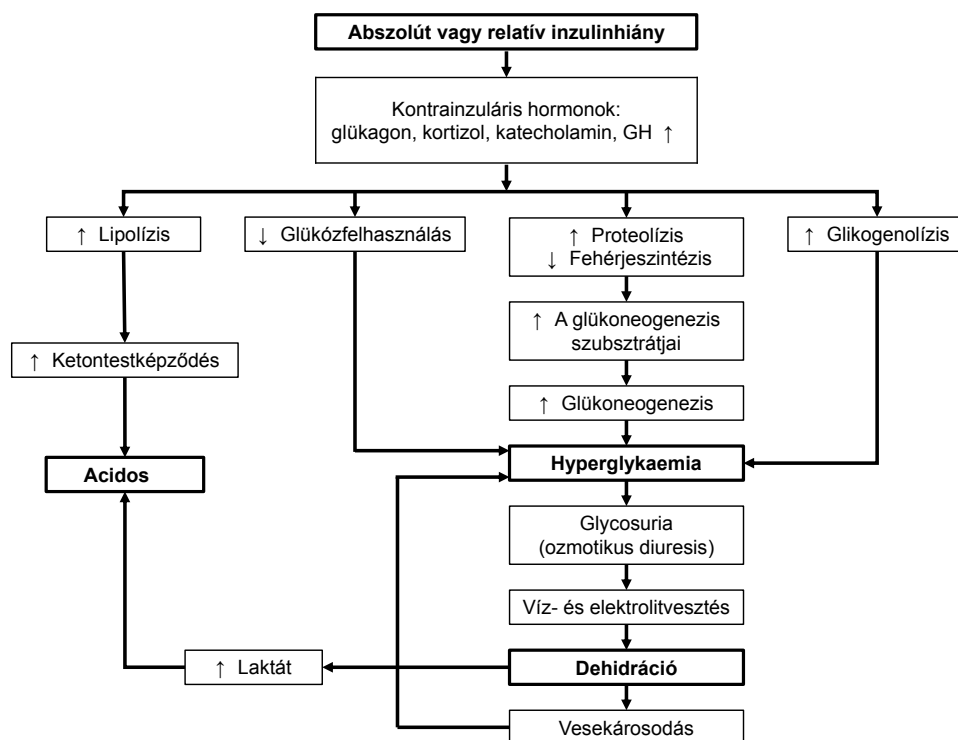 Abszolút vagy relatív inzulinhiány
Kontrainzuláris hormonok:
glükagon, kortizol, katecholamin, GH ↑
↑ Lipolízis
↓ Glükózfelhasználás
↑ Proteolízis
↓ Fehérjeszintézis
↑ Glikogenolízis
↑ A glükoneogenezis
szubsztrátjai
↑ Ketontestképződés
↑ Glükoneogenezis
Hyperglykaemia
Acidos
Glycosuria
(ozmotikus diuresis)
Víz- és elektrolitvesztés
↑ Laktát
Dehidráció
Vesekárosodás